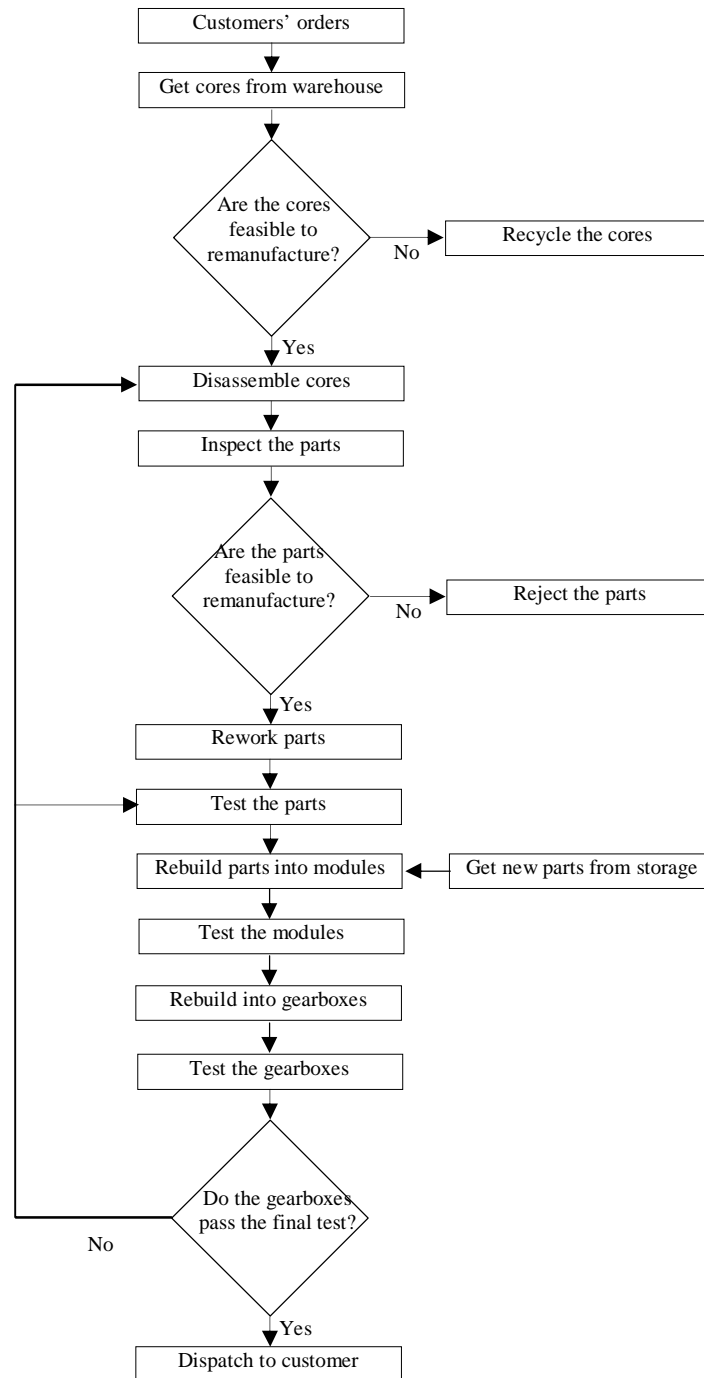 Customers’ orders
Get cores from warehouse
Are the cores
feasible to
remanufacture?
No
Recycle the cores
Yes
Disassemble cores
Inspect the parts
Are the parts
feasible to
remanufacture?
No
Reject the parts
Yes
Rework parts
Test the parts
Rebuild parts into modules
Get new parts from storage
Test the modules
Rebuild into gearboxes
Test the gearboxes
Do the gearboxes
pass the final test?
No
Yes
Dispatch to customer